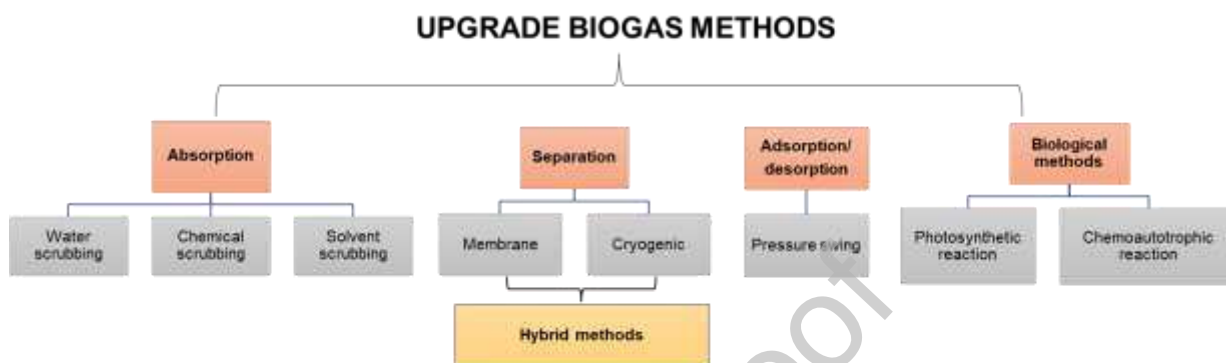 UPGRADE BIOGAS METHODS
Absorption
Separation
Adsorption/
desorption
Biological
methods
Water
scrubbing
Chemical
scrubbing
Solvent
scrubbing
Membrane
Cryogenic
Pressure swing
Photosynthetic
reaction
Chemoautotrophic
reaction
Hybrid methods
oof